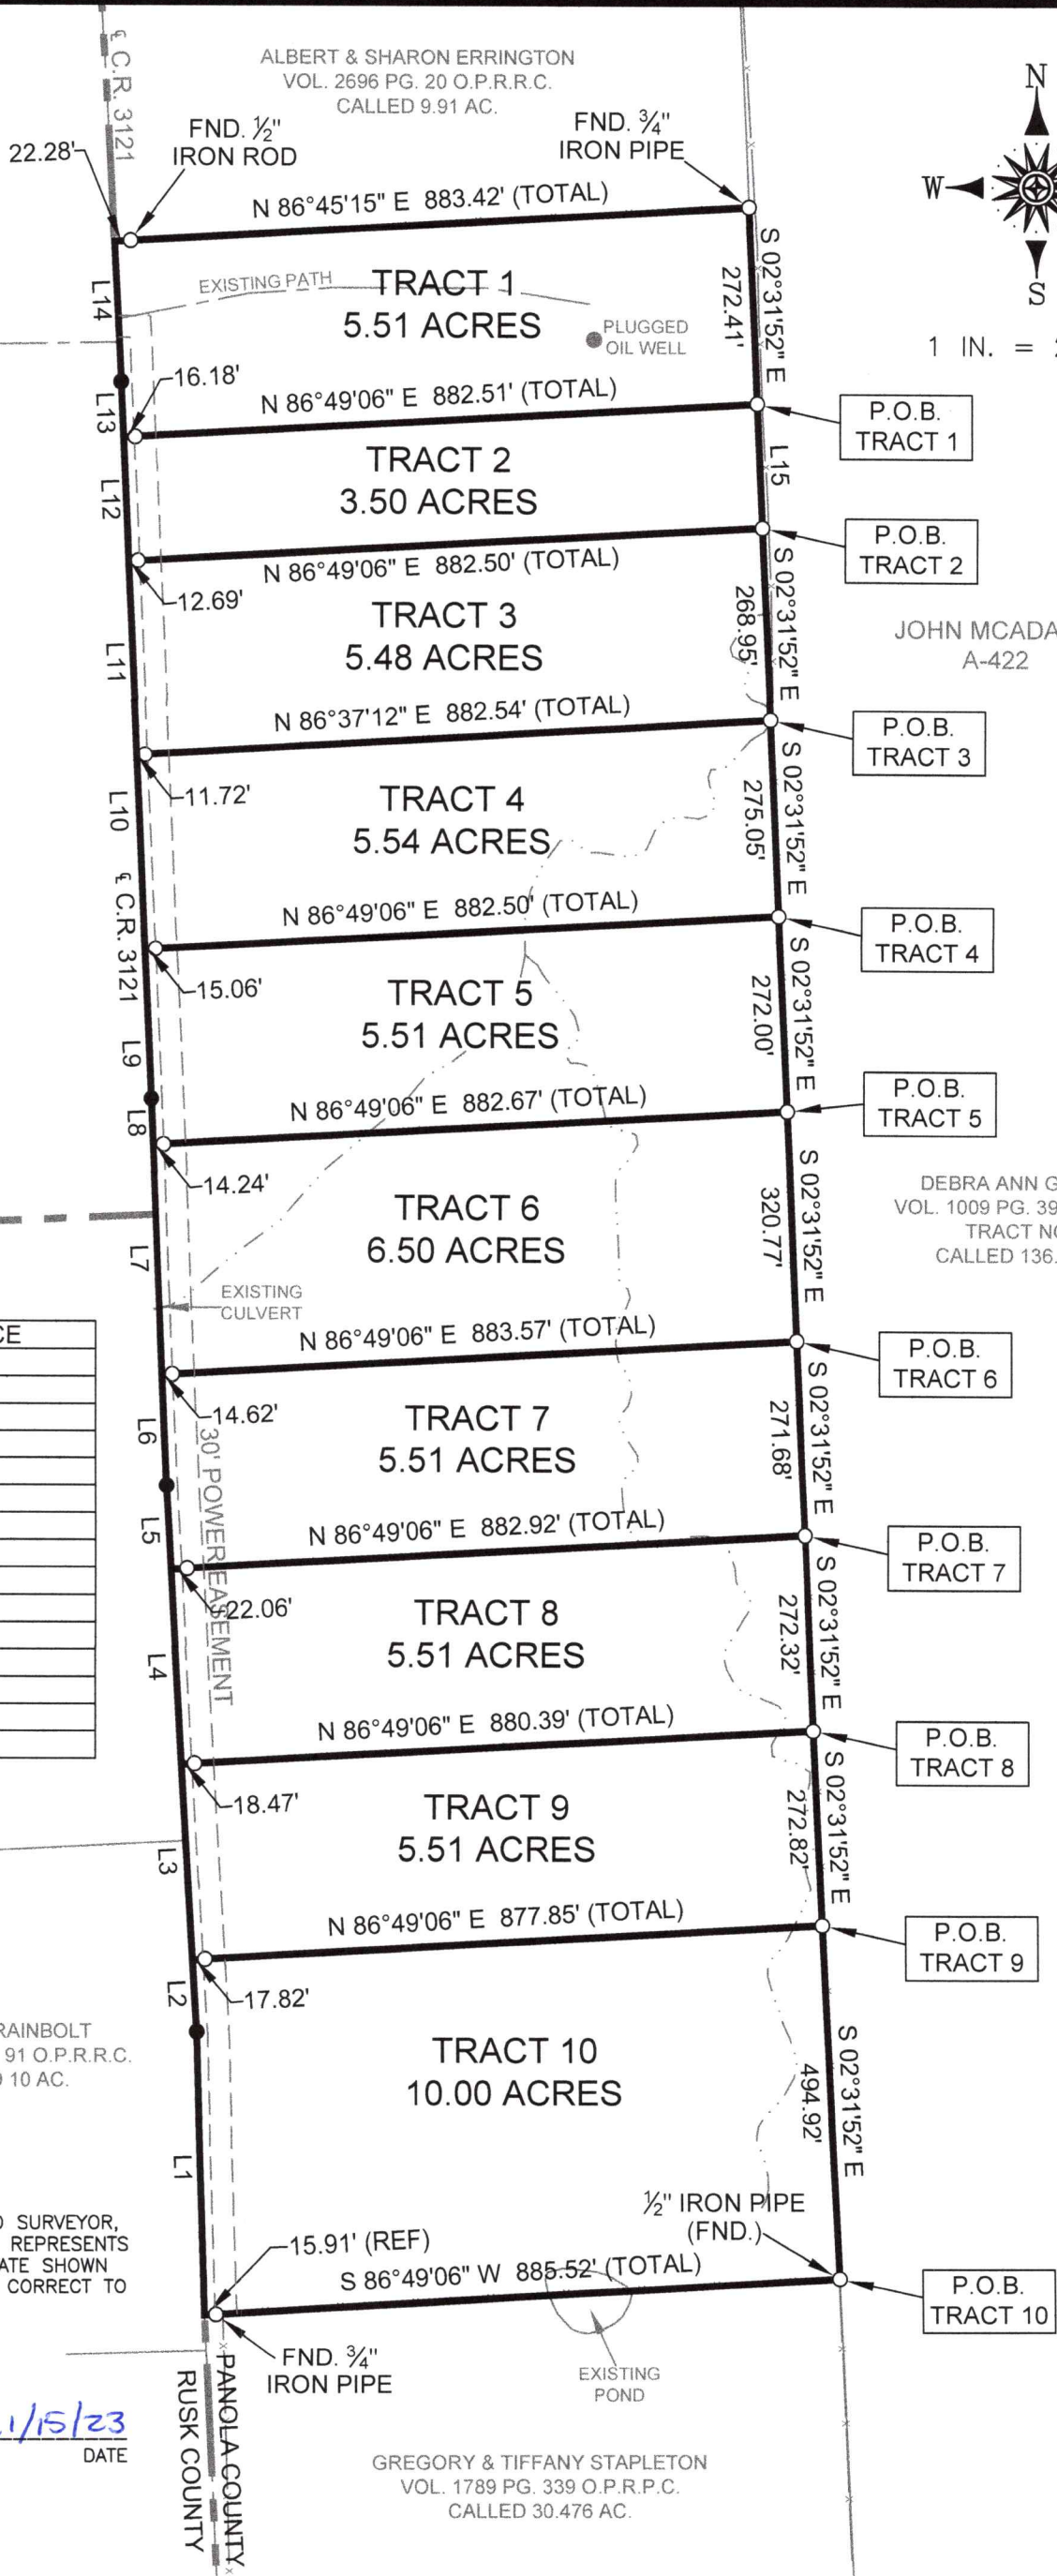 ℄ C.R. 3121
ALBERT & SHARON ERRINGTON
VOL. 2696 PG. 20 O.P.R.R.C.
CALLED 9.91 AC.
N
W
S
1 IN. =
22.28'
FND. ½"
IRON ROD
FND. ¾"
IRON PIPE
N 86°45'15" E 883.42' (TOTAL)
L14
EXISTING PATH
TRACT 1
5.51 ACRES
PLUGGED
OIL WELL
S 02°31'52" E
272.41'
L13
16.18'
N 86°49'06" E 882.51' (TOTAL)
P.O.B.
TRACT 1
L12
TRACT 2
3.50 ACRES
L15
N 86°49'06" E 882.50' (TOTAL)
P.O.B.
TRACT 2
12.69'
L11
TRACT 3
5.48 ACRES
S 02°31'52" E
268.95'
JOHN MCADA
A-422
N 86°37'12" E 882.54' (TOTAL)
P.O.B.
TRACT 3
11.72'
L10
TRACT 4
5.54 ACRES
S 02°31'52" E
275.05'
℄ C.R. 3121
N 86°49'06" E 882.50' (TOTAL)
P.O.B.
TRACT 4
15.06'
L9
TRACT 5
5.51 ACRES
S 02°31'52" E
272.00'
L8
N 86°49'06" E 882.67' (TOTAL)
P.O.B.
TRACT 5
14.24'
L7
TRACT 6
6.50 ACRES
S 02°31'52" E
320.77'
DEBRA ANN G
VOL. 1009 PG. 39
TRACT NO
CALLED 136.
EXISTING
CULVERT
CE
N 86°49'06" E 883.57' (TOTAL)
P.O.B.
TRACT 6
14.62'
L6
TRACT 7
5.51 ACRES
S 02°31'52" E
271.68'
30' POWER EASEMENT
L5
N 86°49'06" E 882.92' (TOTAL)
P.O.B.
TRACT 7
22.06'
L4
TRACT 8
5.51 ACRES
S 02°31'52" E
272.32'
N 86°49'06" E 880.39' (TOTAL)
P.O.B.
TRACT 8
18.47'
L3
TRACT 9
5.51 ACRES
S 02°31'52" E
272.82'
N 86°49'06" E 877.85' (TOTAL)
P.O.B.
TRACT 9
17.82'
L2
RAINBOLT
91 O.P.R.R.C.
10 AC.
TRACT 10
10.00 ACRES
S 02°31'52" E
494.92'
L1
SURVEYOR,
REPRESENTS
ATE SHOWN
CORRECT TO
½" IRON PIPE
(FND.)
15.91' (REF)
S 86°49'06" W 885.52' (TOTAL)
P.O.B.
TRACT 10
FND. ¾"
IRON PIPE
EXISTING
POND
RUSK COUNTY
PANOLA COUNTY
1/15/23
DATE
GREGORY & TIFFANY STAPLETON
VOL. 1789 PG. 339 O.P.R.P.C.
CALLED 30.476 AC.